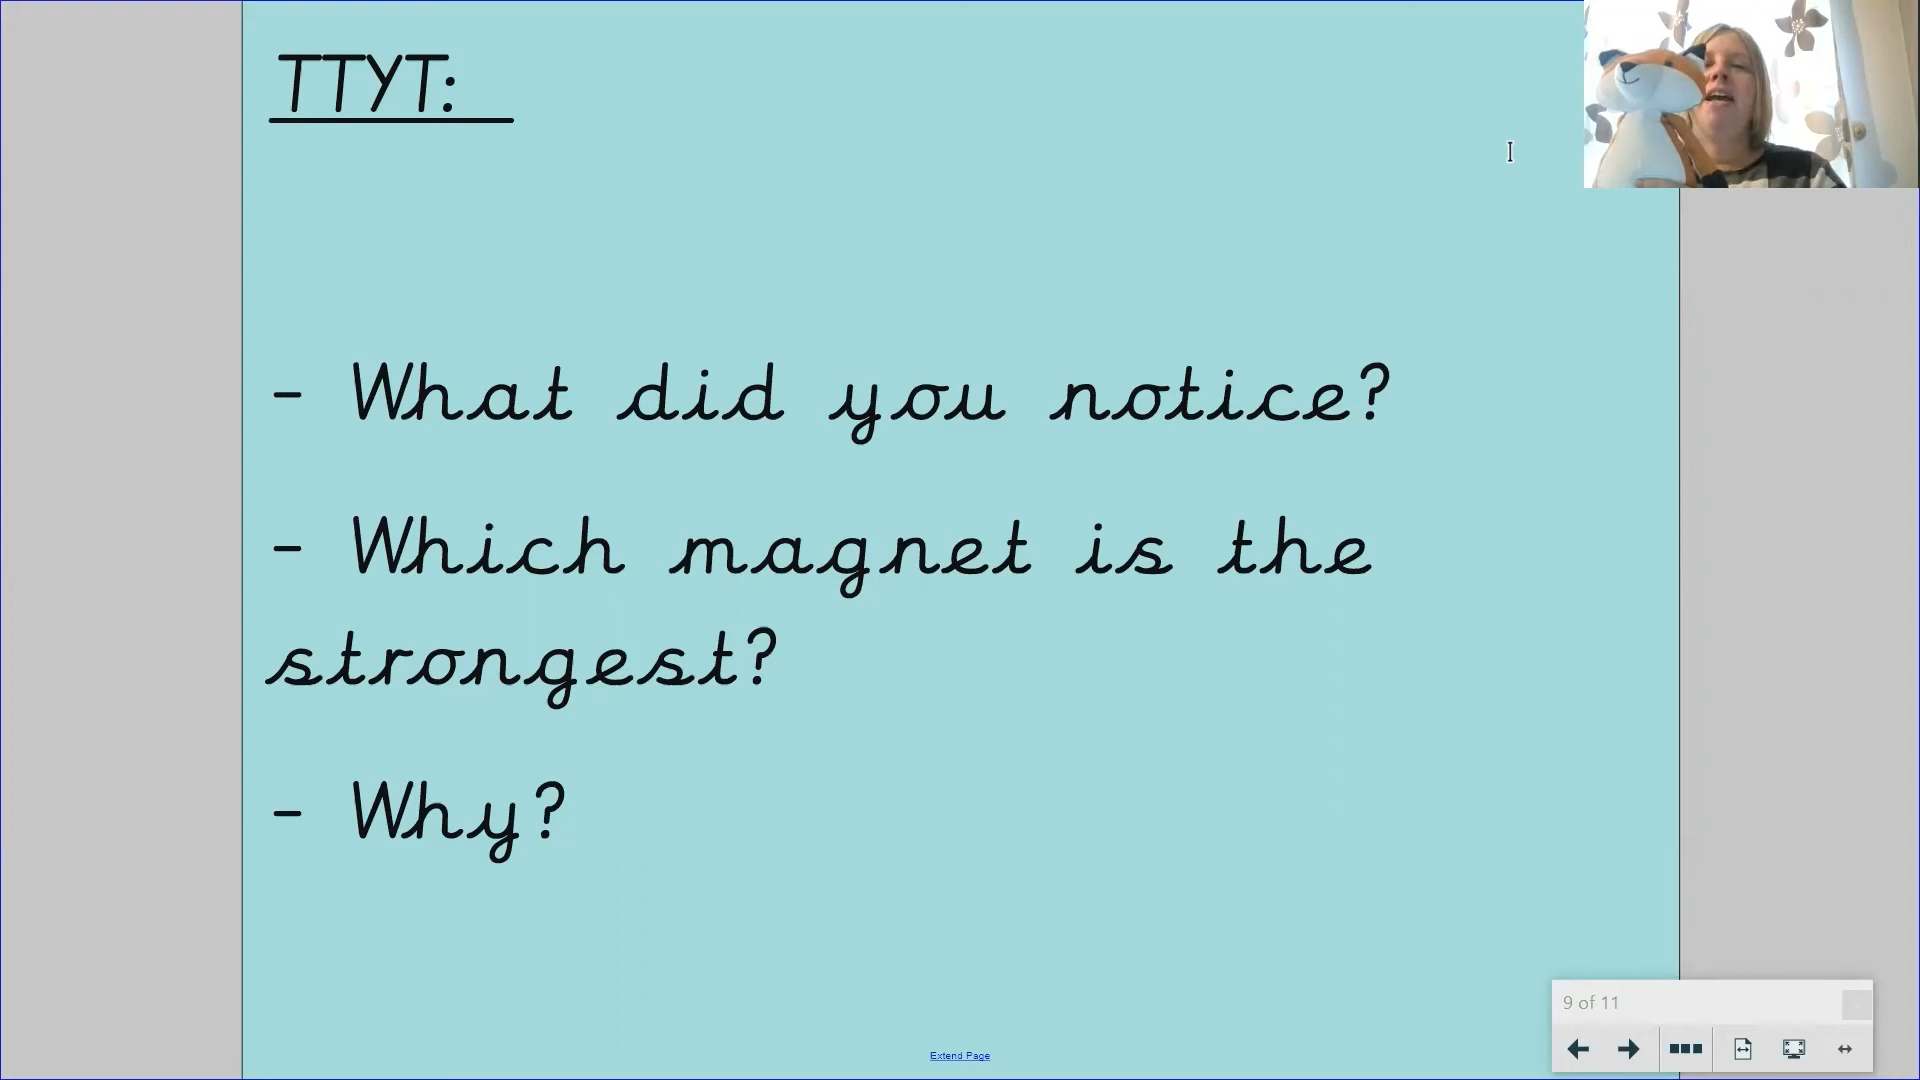 TTYT:
- What did you notice?
- Which magnet is the
strongest?
- Why?
9 of 11
Extend Page